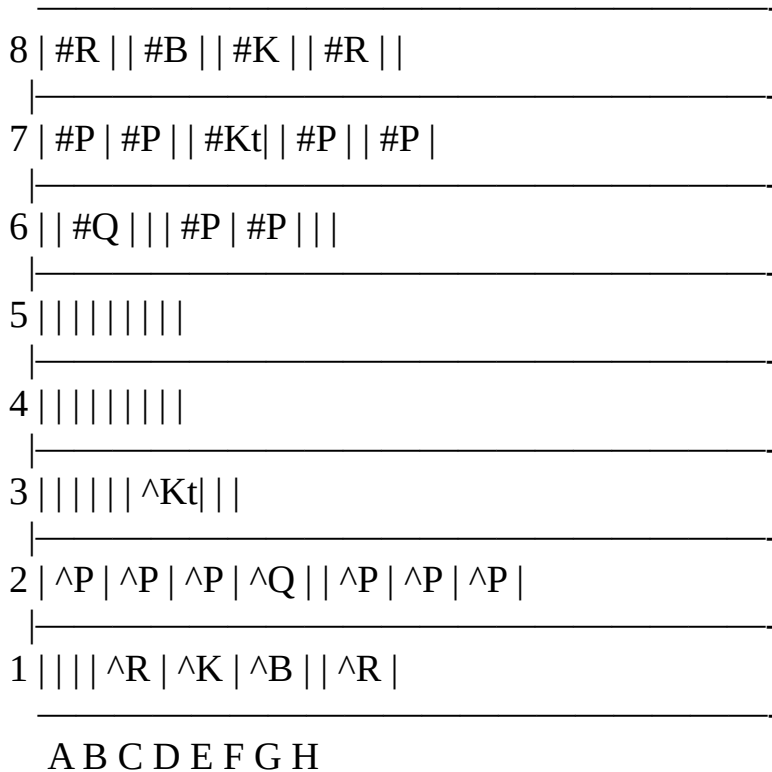 8 | #R | | #B | | #K | | #R | |
7 | #P | #P | | #Kt| | #P | | #P |
6 | | #Q | | | #P | #P | | |
5 | | | | | | | | |
4 | | | | | | | | |
3 | | | | | | ^Kt| | |
2 | ^P | ^P | ^P | ^Q | | ^P | ^P | ^P |
1 | | | | ^R | ^K | ^B | | ^R |
A B C D E F G H